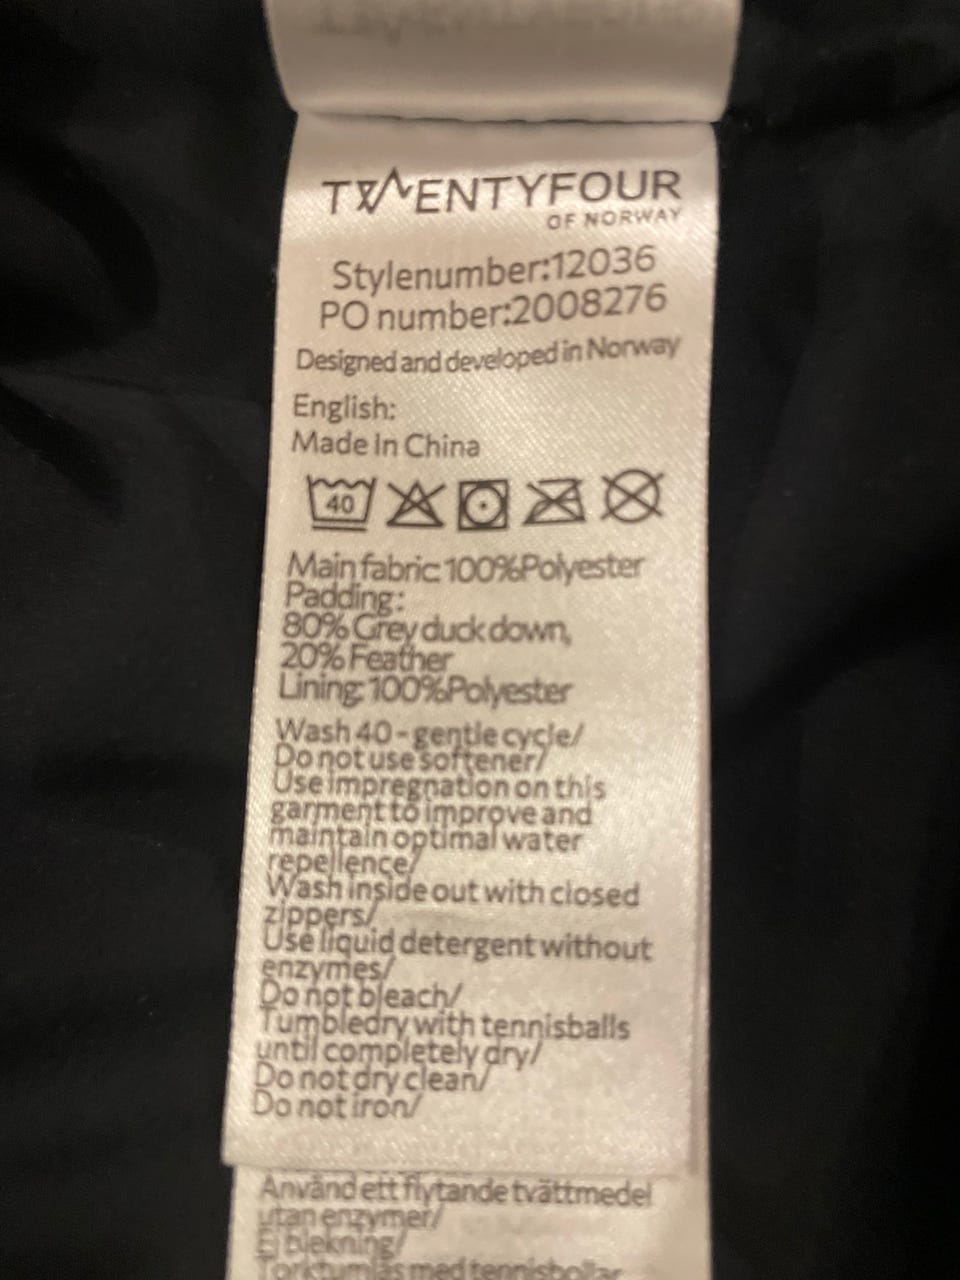 TWENTYFOUR
OF NORWAY
Stylenumber:12036
PO number:2008276
Designed and developed in Norway
English:
Made In China
40
Main fabric 100%Polyester
Padding:
80% Grey duck down,
20% Feather
Lining: 100%Polyester
Wash 40 - gentle cycle/
Do not use softener/
Use impregnation on this
garment to improve and
maintain optimal water
repellence/
Wash inside out with closed
zippers/
Use liquid detergent without
enzymes/
Do not bleach/
Tumbledry with tennisballs
until completely dry/
Do not dry clean/
Do not iron/
Använd ett flytande tvättmedel
utan enzymer/
Ej blekning/
Torktumlas med tennisbollar